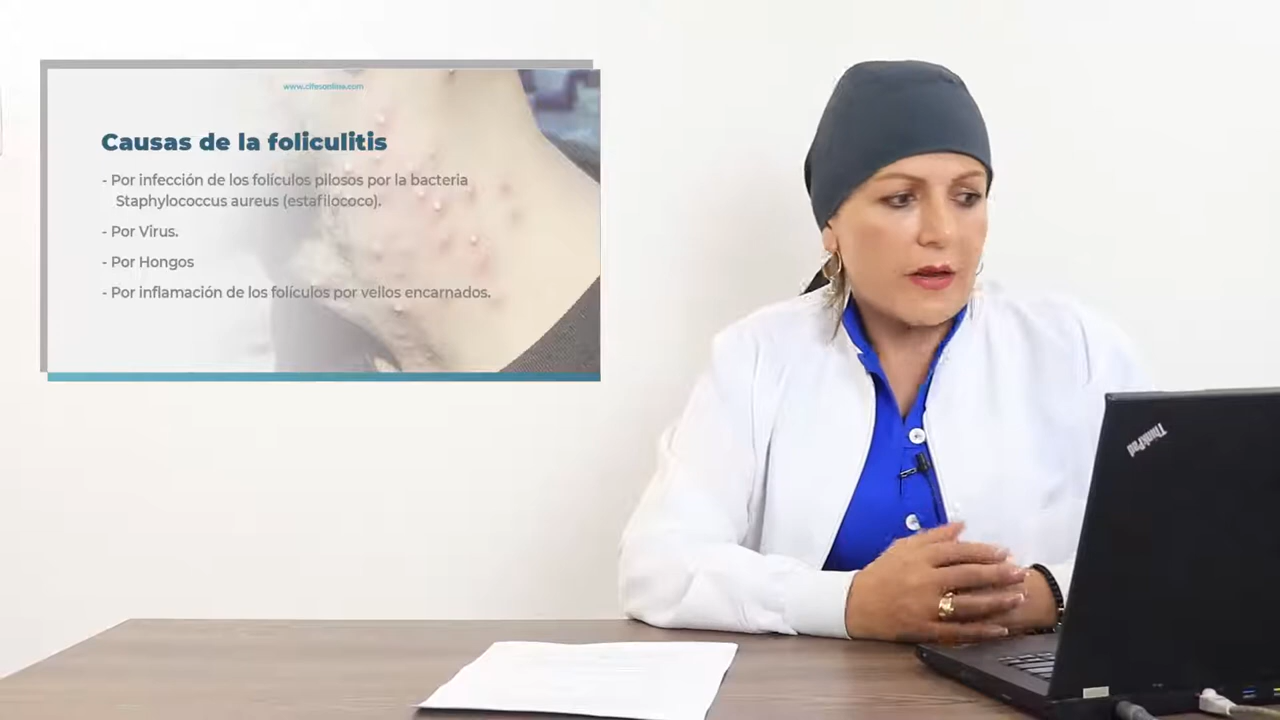 www.cifesonline.com
Causas de la foliculitis
- Por infección de los folículos pilosos por la bacteria
Staphylococcus aureus (estafilococo).
- Por Virus.
- Por Hongos
- Por inflamación de los folículos por vellos encarnados.
ThinkPad